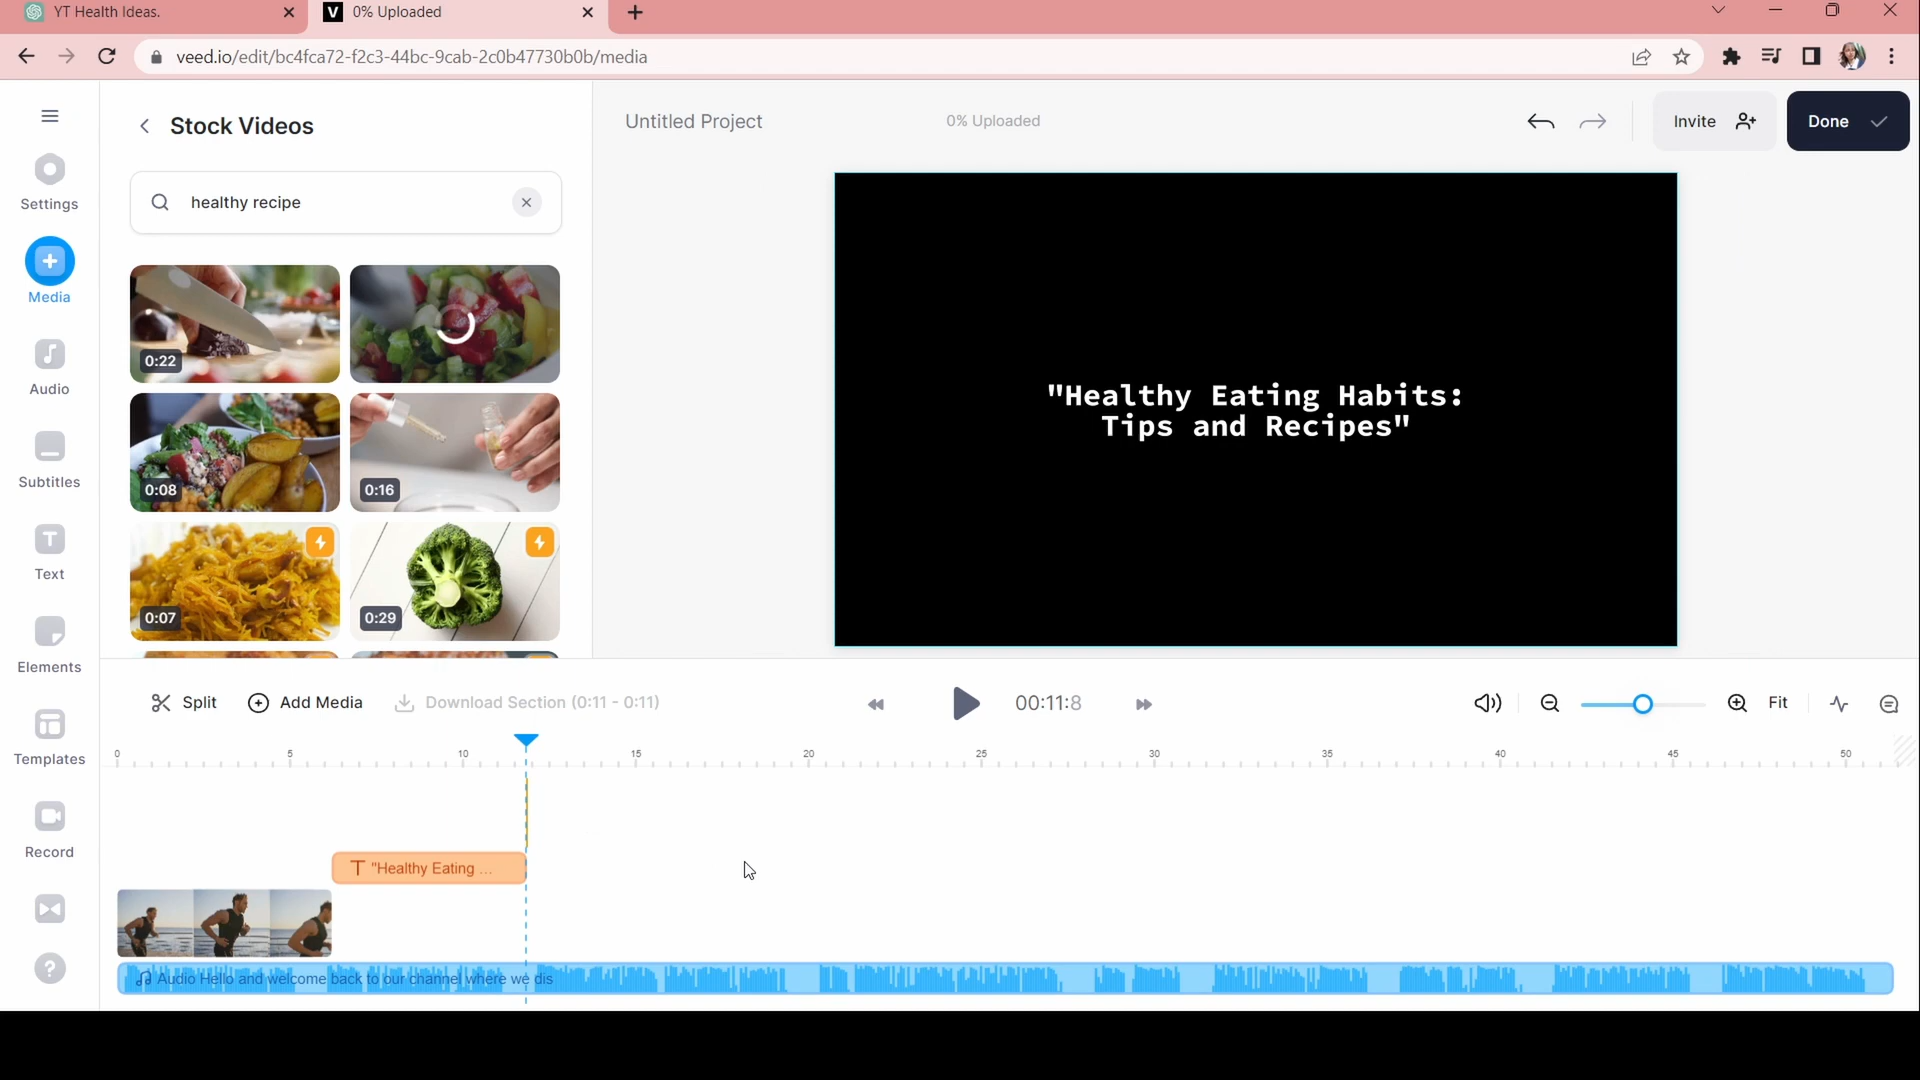 YT Health Ideas.
0% Uploaded
veed.io/edit/bc4fca72-f2c3-44bc-9cab-2c0b47730b0b/media
Settings
Media
Audio
Subtitles
Text
Elements
Templates
Record
Stock Videos
healthy recipe
0:22
0:08
0:16
0:07
0:29
Untitled Project
0% Uploaded
Invite
Done
"Healthy Eating Habits:
Tips and Recipes"
Split
Add Media
Download Section (0:11 - 0:11)
00:11:8
Fit
0 5 10 15 20 25 30 35 40 45 50
T "Healthy Eating ...
Audio Hello and welcome back to our channel where we dis